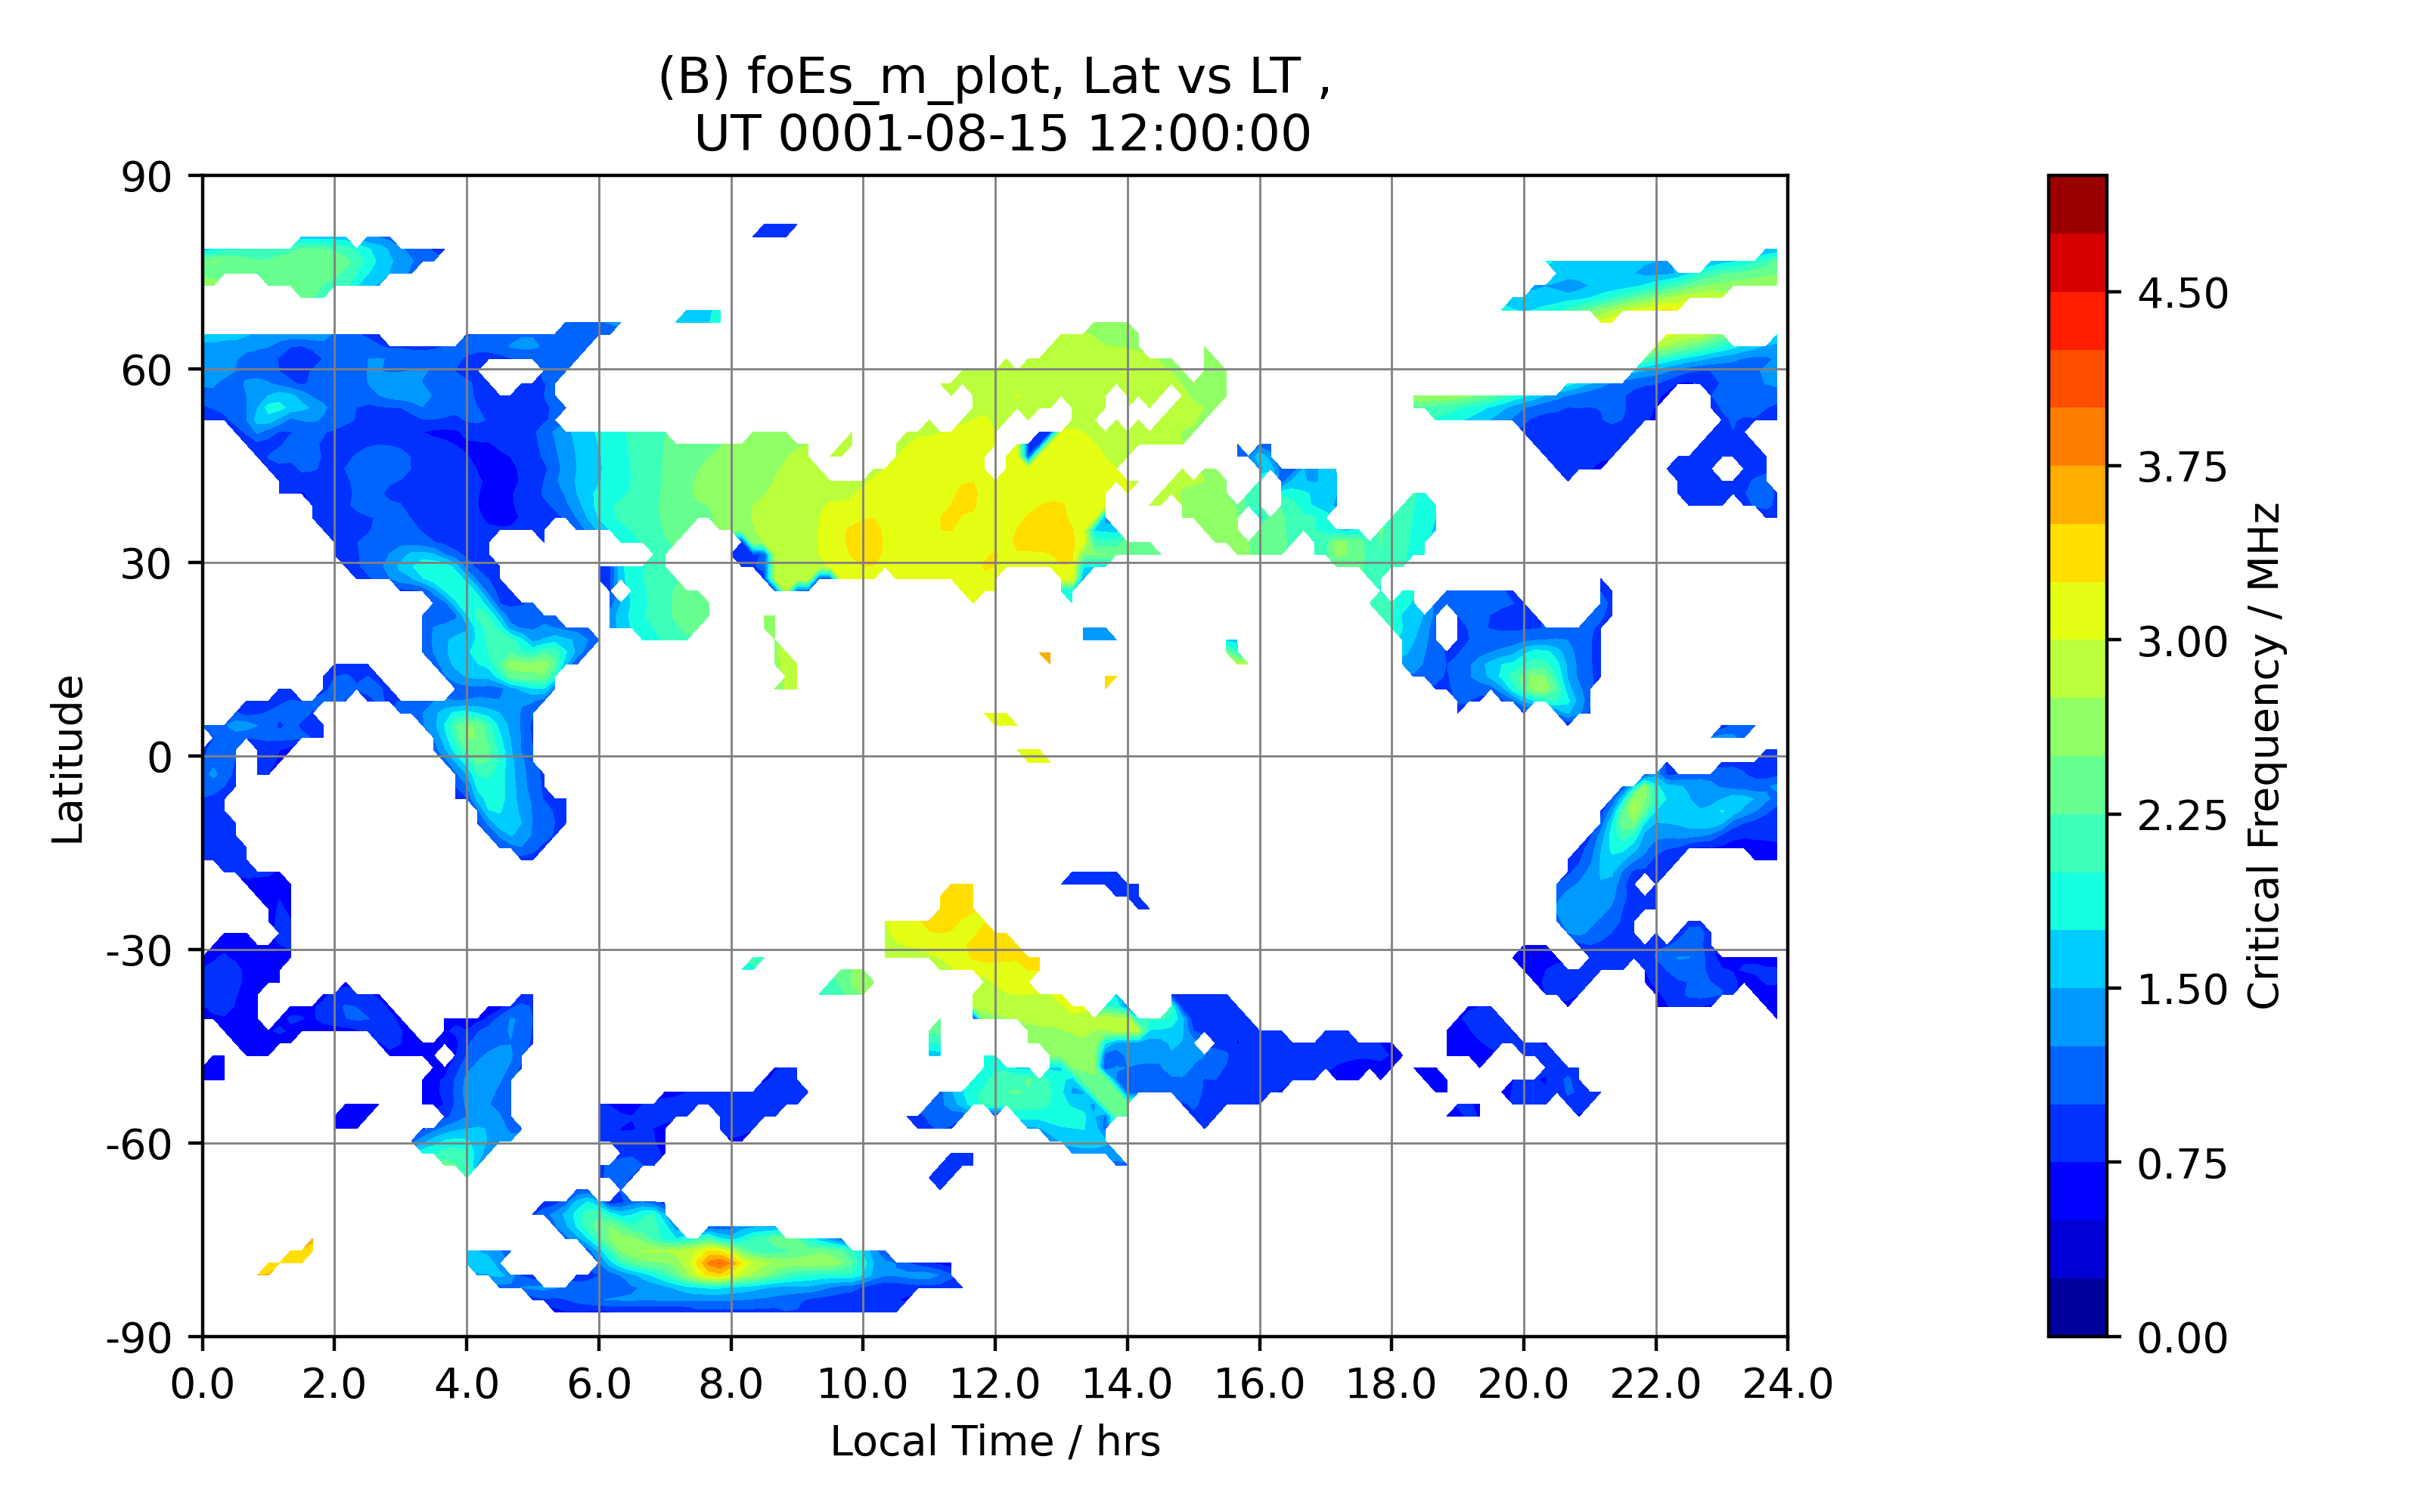 (B) foEs_m_plot, Lat vs LT ,
UT 0001-08-15 12:00:00
90
60
30
0
-30
-60
-90
Latitude
0.0 2.0 4.0 6.0 8.0 10.0 12.0 14.0 16.0 18.0 20.0 22.0 24.0
Local Time / hrs
4.50
3.75
3.00
2.25
1.50
0.75
0.00
Critical Frequency / MHz